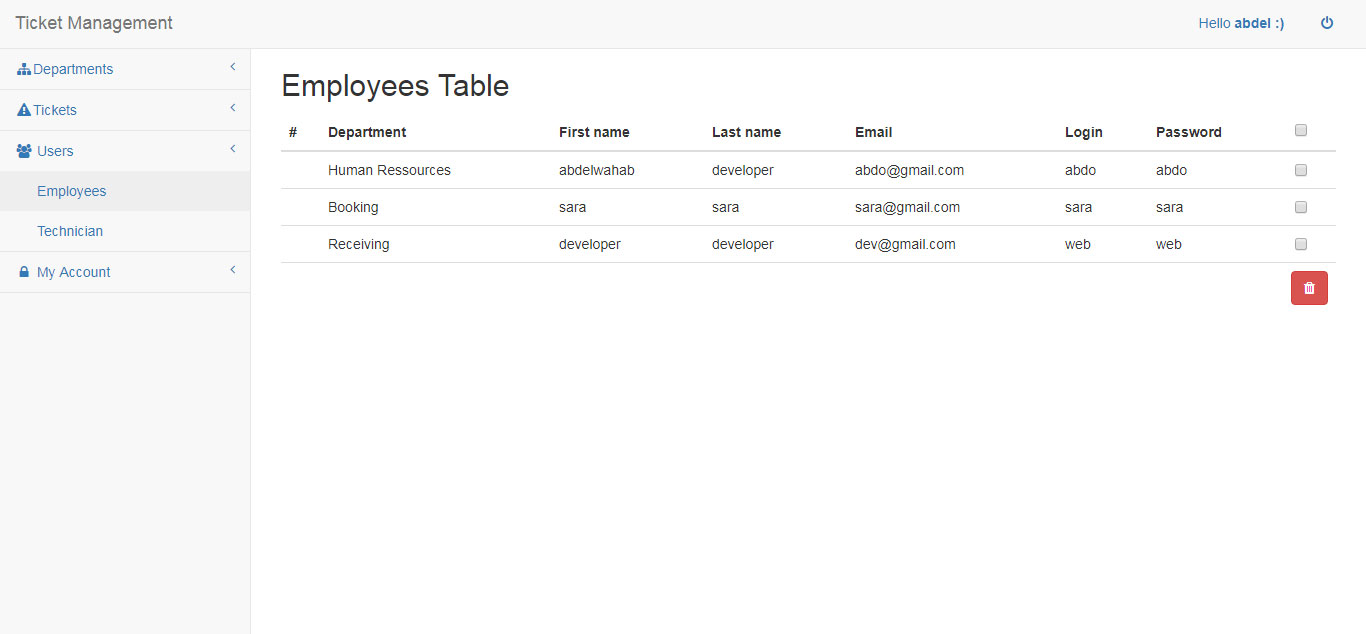 Ticket Management
Hello abdel :)
Departments
Tickets
Users
Employees
Technician
My Account
Employees Table
# Department First name Last name Email Login Password
Human Ressources abdelwahab developer abdo@gmail.com abdo abdo
Booking sara sara sara@gmail.com sara sara
Receiving developer developer dev@gmail.com web web